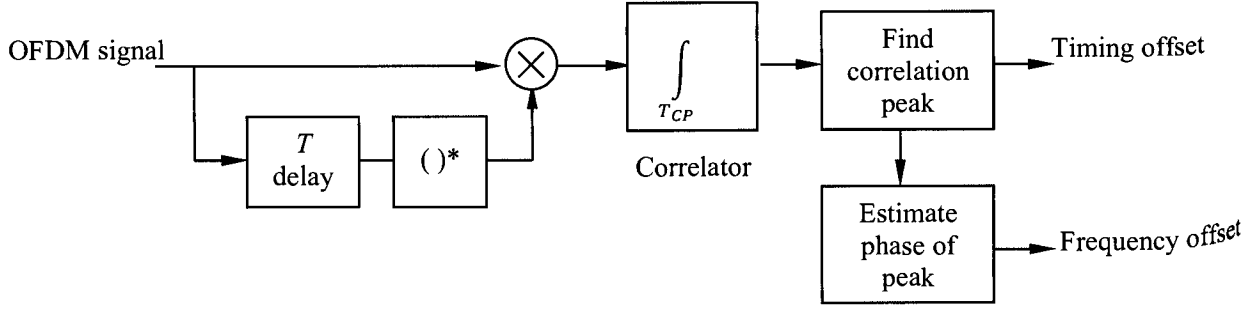 OFDM signal
T
delay
( )*
∫
T_CP
Correlator
Find
correlation
peak
Timing offset
Estimate
phase of
peak
Frequency offset